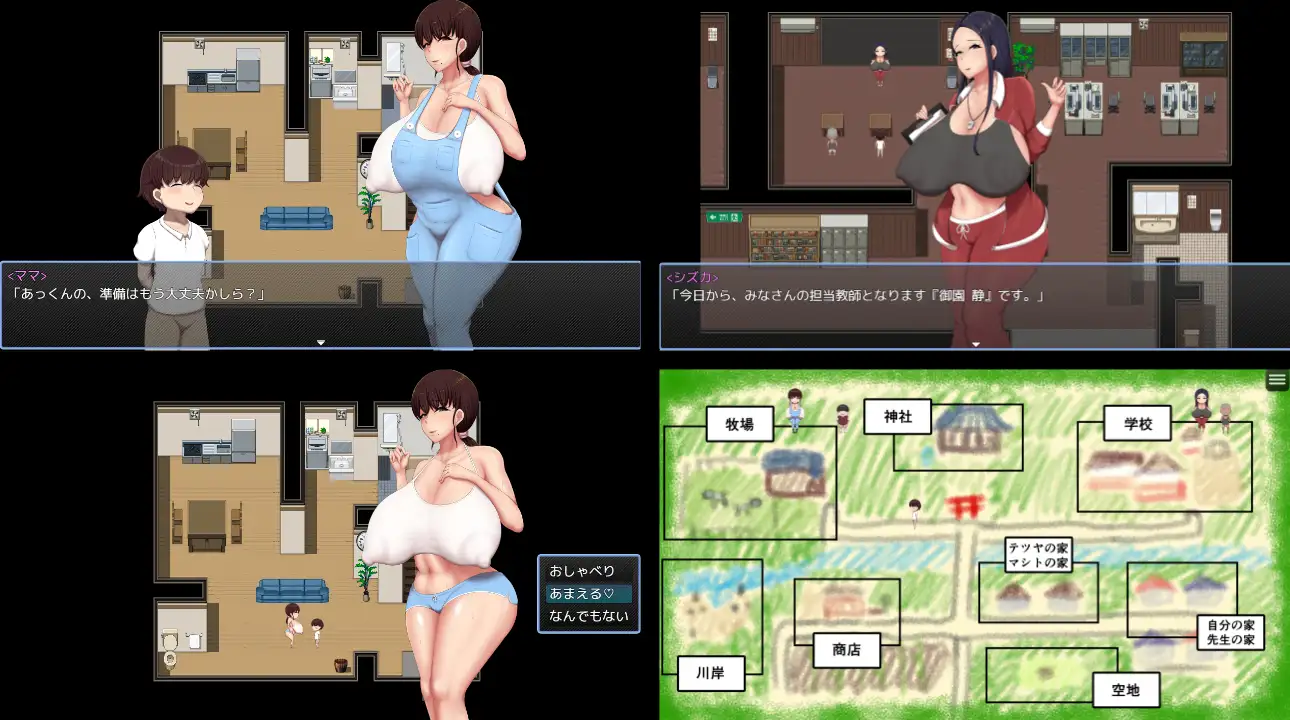 <ママ>
「あっくんの、準備はもう大丈夫かしら？」
<シズカ>
「今日から、みなさんの担当教師となります『御園 静』です。」
おしゃべり
あまえる♡
なんでもない
牧場
神社
学校
テツヤの家
マシトの家
自分の家
先生の家
商店
川岸
空地